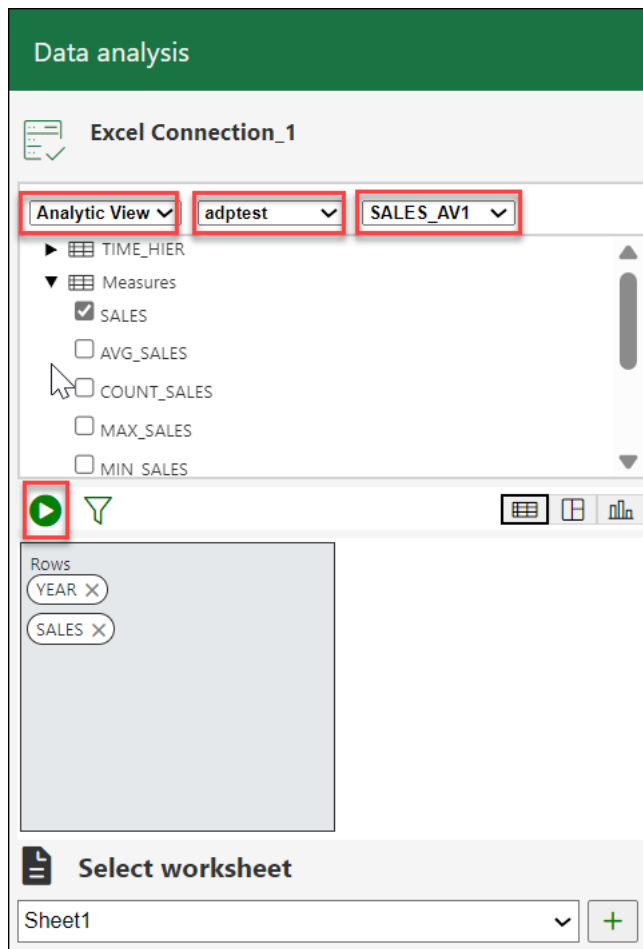 Data analysis
Excel Connection_1
Analytic View adptest SALES_AV1
TIME_HIER
Measures
SALES
AVG_SALES
COUNT_SALES
MAX_SALES
MIN_SALES
Rows
YEAR
SALES
Select worksheet
Sheet1